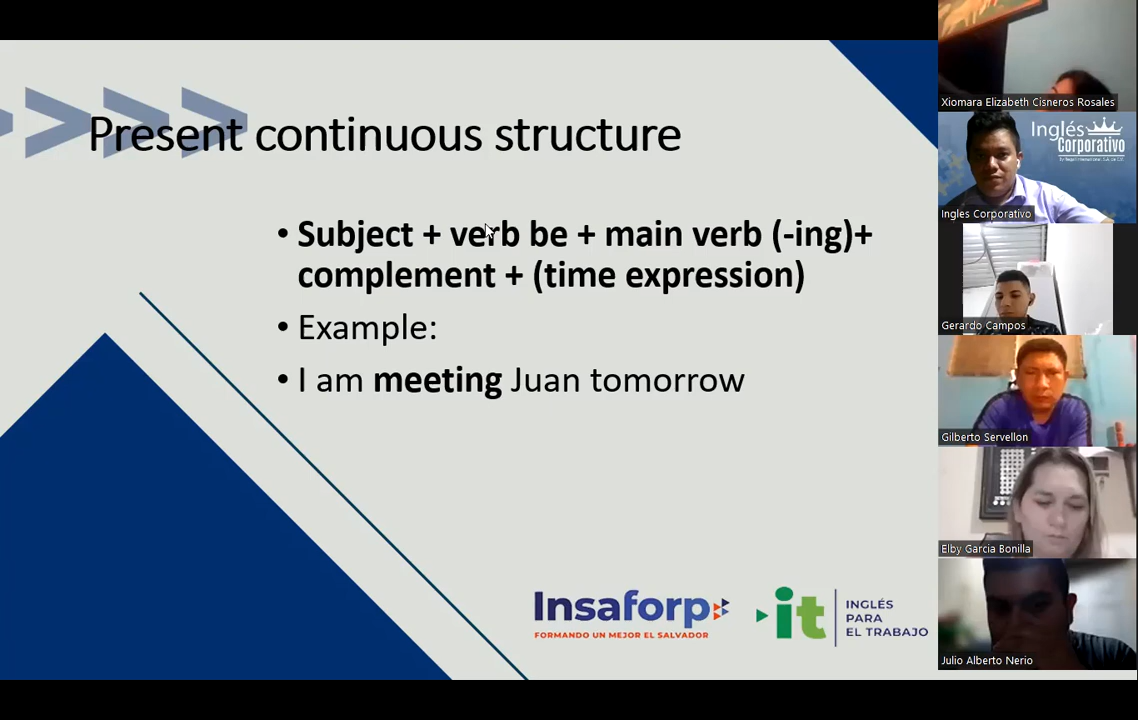 Present continuous structure
• Subject + verb be + main verb (-ing)+
complement + (time expression)
• Example:
• I am meeting Juan tomorrow
Insaforp
FORMANDO UN MEJOR EL SALVADOR
it
INGLÉS
PARA
EL TRABAJO
Xiomara Elizabeth Cisneros Rosales
Inglés
Corporativo
Ingles Corporativo
Gerardo Campos
Gilberto Servellon
Elby Garcia Bonilla
Julio Alberto Nerio